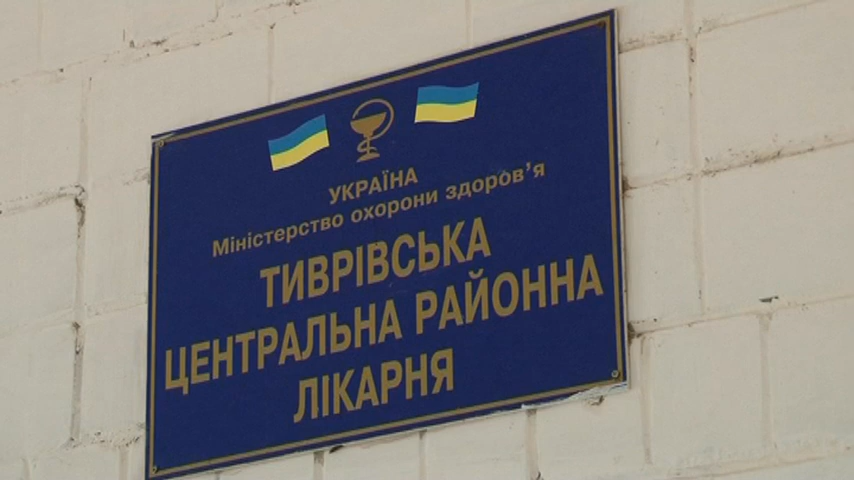 УКРАЇНА
Міністерство охорони здоров'я
ТИВРІВСЬКА
ЦЕНТРАЛЬНА РАЙОННА
ЛІКАРНЯ